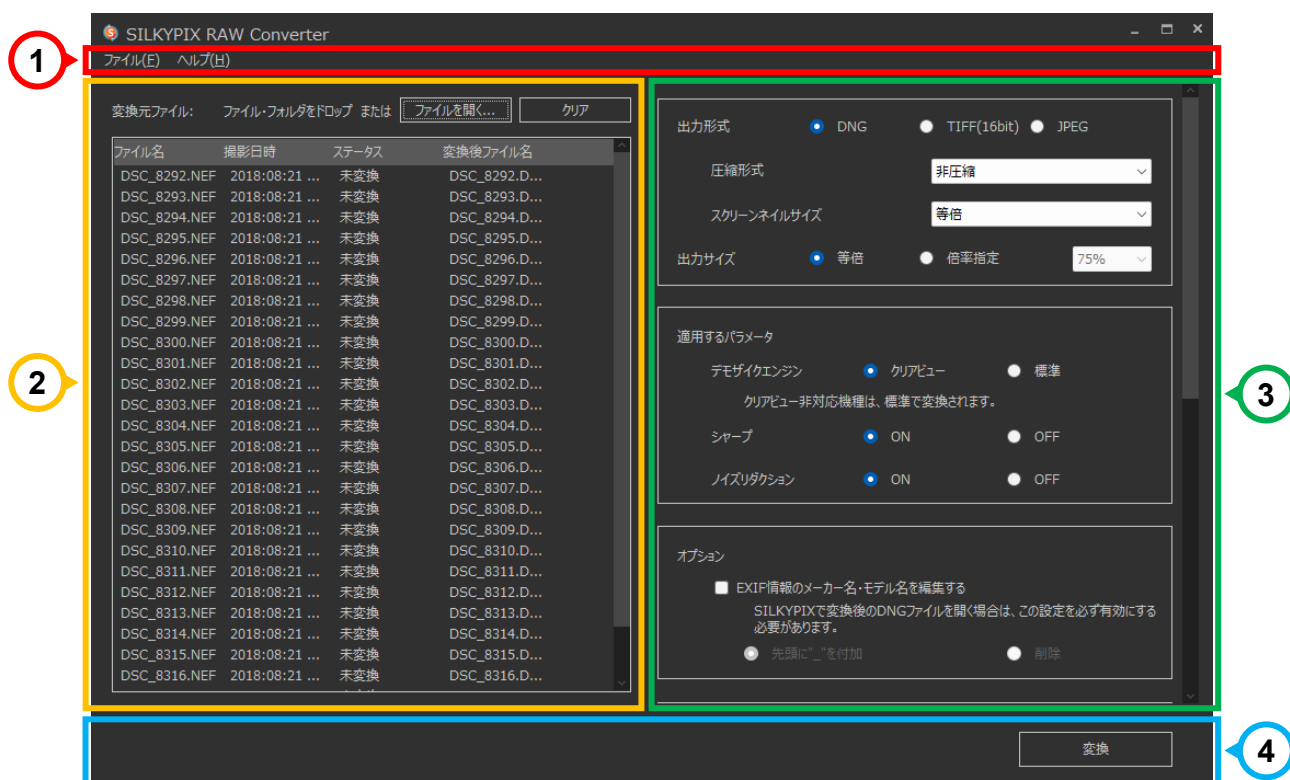 SILKYPIX RAW Converter
1
ファイル(F) ヘルプ(H)
変換元ファイル: ファイル・フォルダをドロップ または ファイルを開く... クリア
ファイル名 撮影日時 ステータス 変換後ファイル名
DSC_8292.NEF 2018:08:21 ... 未変換 DSC_8292.D...
DSC_8293.NEF 2018:08:21 ... 未変換 DSC_8293.D...
DSC_8294.NEF 2018:08:21 ... 未変換 DSC_8294.D...
DSC_8295.NEF 2018:08:21 ... 未変換 DSC_8295.D...
DSC_8296.NEF 2018:08:21 ... 未変換 DSC_8296.D...
DSC_8297.NEF 2018:08:21 ... 未変換 DSC_8297.D...
DSC_8298.NEF 2018:08:21 ... 未変換 DSC_8298.D...
DSC_8299.NEF 2018:08:21 ... 未変換 DSC_8299.D...
DSC_8300.NEF 2018:08:21 ... 未変換 DSC_8300.D...
DSC_8301.NEF 2018:08:21 ... 未変換 DSC_8301.D...
DSC_8302.NEF 2018:08:21 ... 未変換 DSC_8302.D...
DSC_8303.NEF 2018:08:21 ... 未変換 DSC_8303.D...
DSC_8304.NEF 2018:08:21 ... 未変換 DSC_8304.D...
DSC_8305.NEF 2018:08:21 ... 未変換 DSC_8305.D...
DSC_8306.NEF 2018:08:21 ... 未変換 DSC_8306.D...
DSC_8307.NEF 2018:08:21 ... 未変換 DSC_8307.D...
DSC_8308.NEF 2018:08:21 ... 未変換 DSC_8308.D...
DSC_8309.NEF 2018:08:21 ... 未変換 DSC_8309.D...
DSC_8310.NEF 2018:08:21 ... 未変換 DSC_8310.D...
DSC_8311.NEF 2018:08:21 ... 未変換 DSC_8311.D...
DSC_8312.NEF 2018:08:21 ... 未変換 DSC_8312.D...
DSC_8313.NEF 2018:08:21 ... 未変換 DSC_8313.D...
DSC_8314.NEF 2018:08:21 ... 未変換 DSC_8314.D...
DSC_8315.NEF 2018:08:21 ... 未変換 DSC_8315.D...
DSC_8316.NEF 2018:08:21 ... 未変換 DSC_8316.D...
2
出力形式 DNG TIFF(16bit) JPEG
圧縮形式 非圧縮
スクリーンネイルサイズ 等倍
出力サイズ 等倍 倍率指定 75%
適用するパラメータ
デモザイクエンジン クリアビュー 標準
クリアビュー非対応機種は、標準で変換されます。
シャープ ON OFF
ノイズリダクション ON OFF
オプション
EXIF情報のメーカー名・モデル名を編集する
SILKYPIXで変換後のDNGファイルを開く場合は、この設定を必ず有効にする
必要があります。
先頭に"_"を付加 削除
3
変換
4